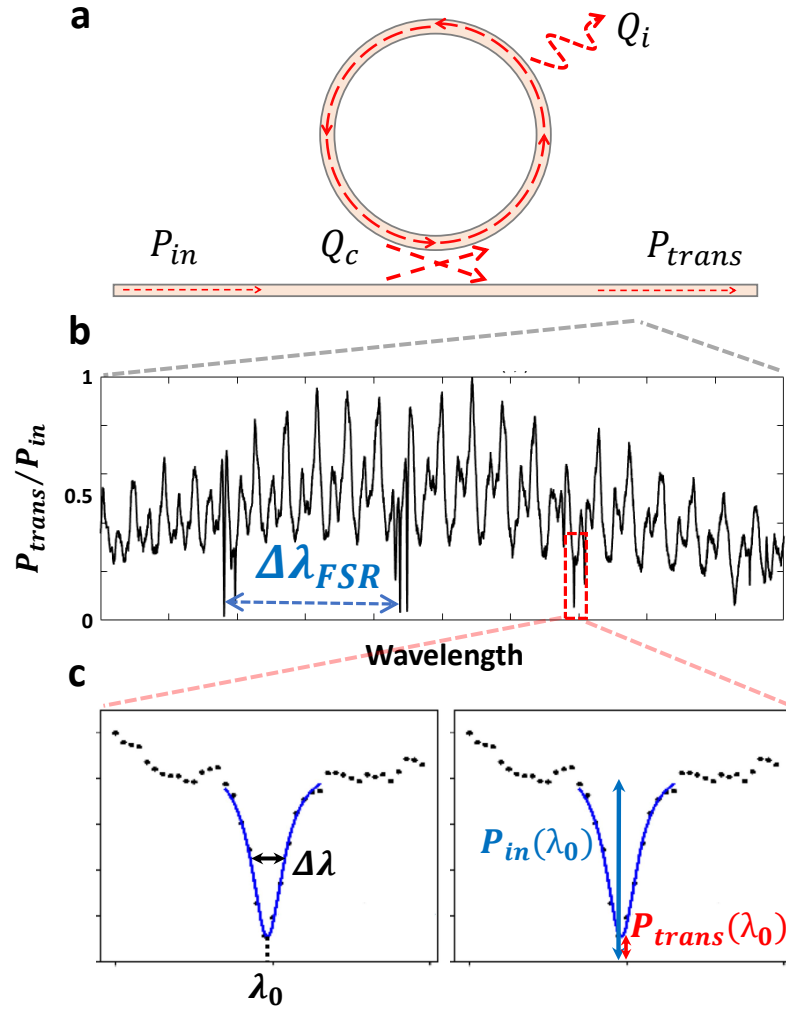 a
Q_i
P_in
Q_c
P_trans
b
1
P_trans/P_in
0.5
Δλ_FSR
0
Wavelength
c
Δλ
λ_0
P_in(λ_0)
P_trans(λ_0)